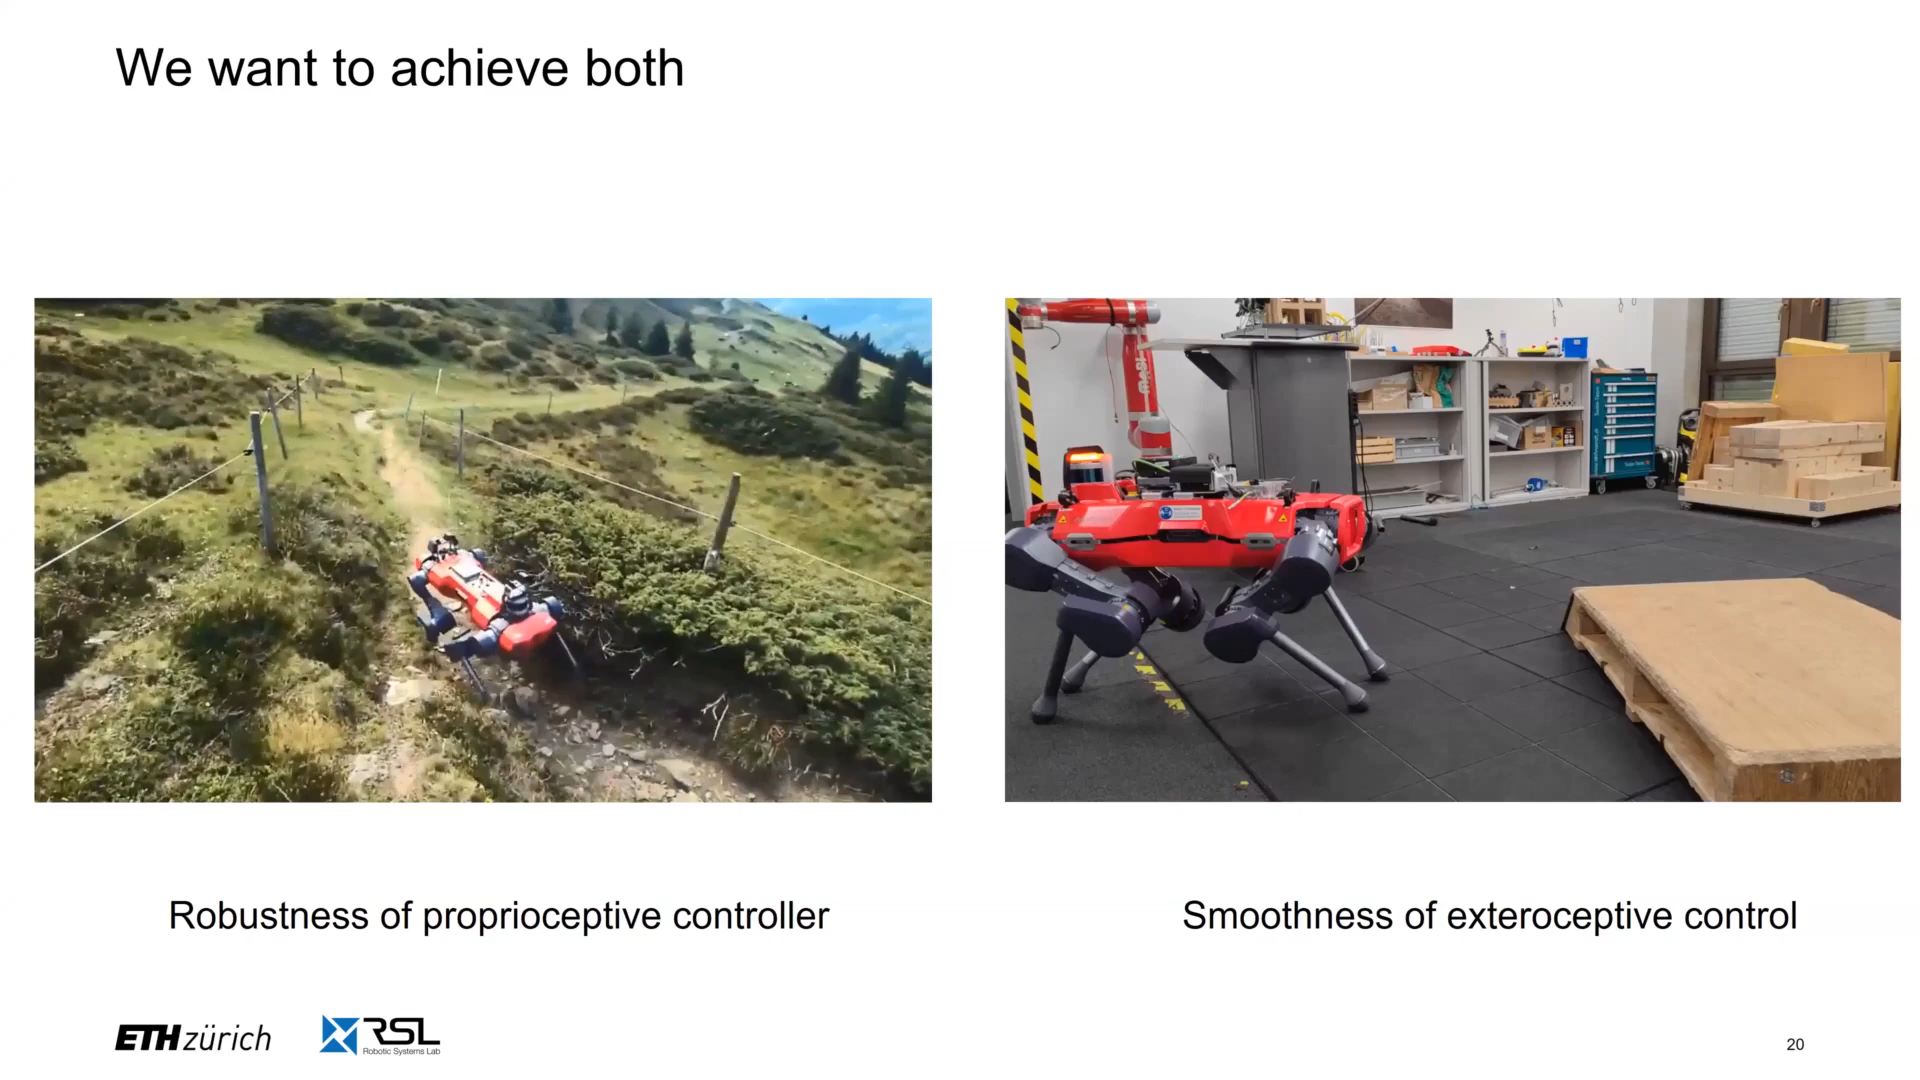 We want to achieve both
Robustness of proprioceptive controller
Smoothness of exteroceptive control
ETH zürich
RSL
Robotic Systems Lab
20